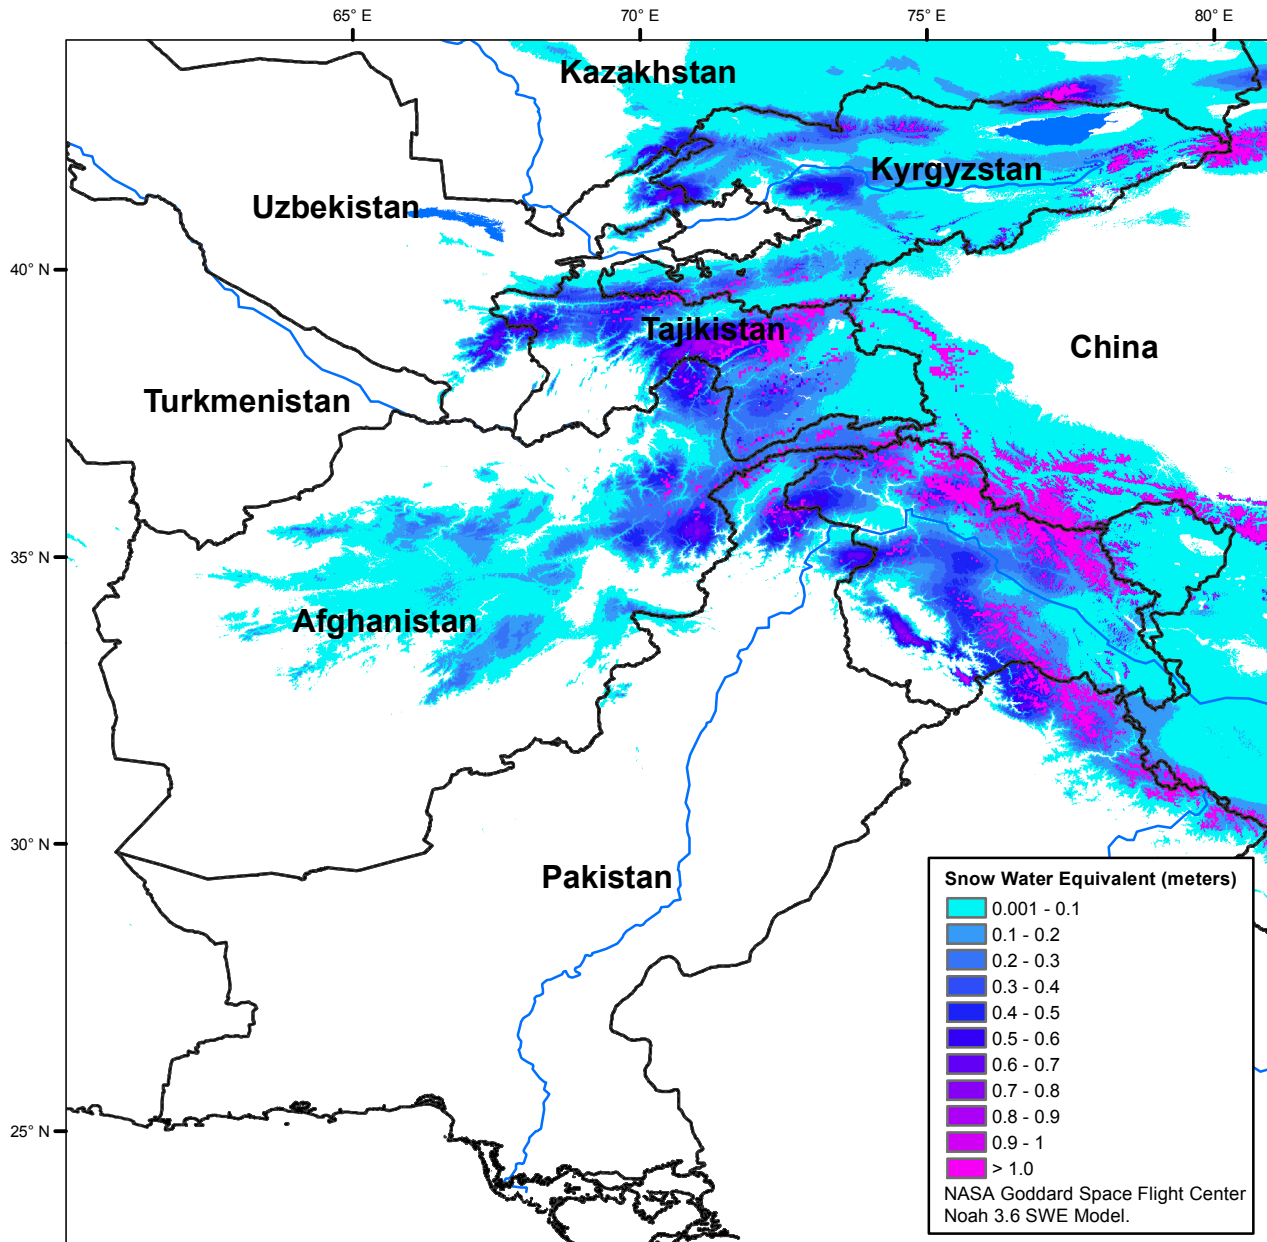 65° E
70° E
75° E
80° E
Kazakhstan
Kyrgyzstan
Uzbekistan
40° N
Tajikistan
China
Turkmenistan
35° N
Afghanistan
30° N
Pakistan
25° N
Snow Water Equivalent (meters)
0.001 - 0.1
0.1 - 0.2
0.2 - 0.3
0.3 - 0.4
0.4 - 0.5
0.5 - 0.6
0.6 - 0.7
0.7 - 0.8
0.8 - 0.9
0.9 - 1
> 1.0
NASA Goddard Space Flight Center
Noah 3.6 SWE Model.